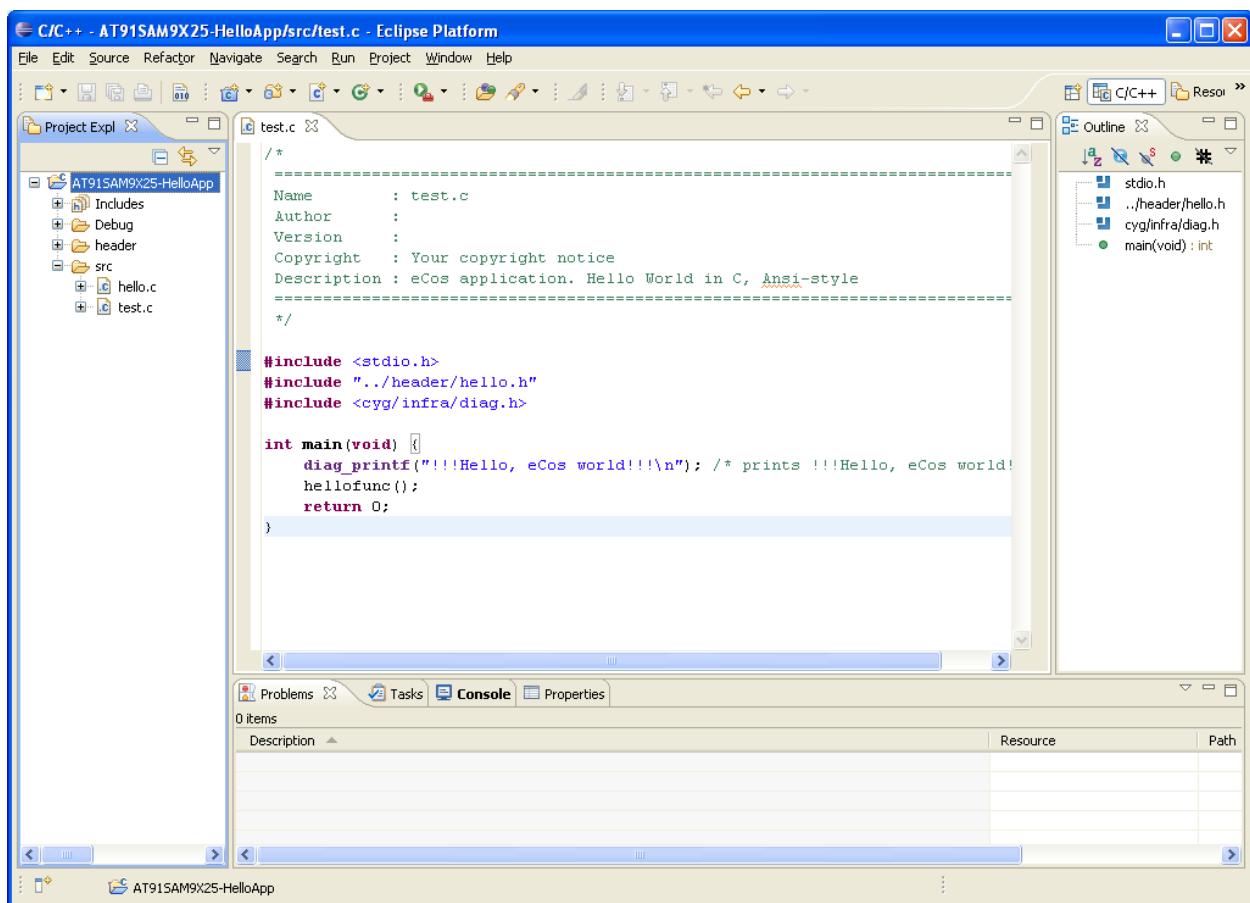 C/C++ - AT91SAM9X25-HelloApp/src/test.c - Eclipse Platform
File Edit Source Refactor Navigate Search Run Project Window Help
C/C++ Resou
Project Expl
AT91SAM9X25-HelloApp
Includes
Debug
header
src
hello.c
test.c
test.c
/*
============================================================================
Name : test.c
Author :
Version :
Copyright : Your copyright notice
Description : eCos application. Hello World in C, Ansi-style
============================================================================
*/
#include <stdio.h>
#include "../header/hello.h"
#include <cyg/infra/diag.h>
int main(void) {
diag_printf("!!!Hello, eCos world!!!\n"); /* prints !!!Hello, eCos world!
hellofunc();
return 0;
}
Outline
stdio.h
../header/hello.h
cyg/infra/diag.h
main(void) : int
Problems Tasks Console Properties
0 items
Description Resource Path
AT91SAM9X25-HelloApp